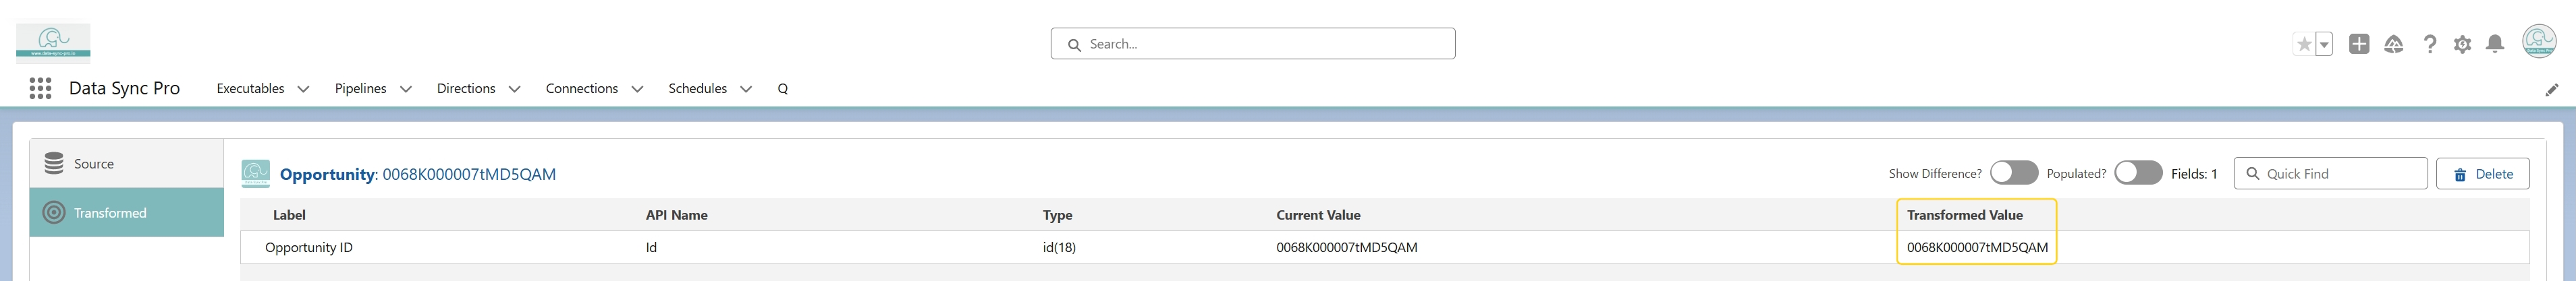 www.data-sync-pro.io
Search...
Data Sync Pro
Executables
Pipelines
Directions
Connections
Schedules
Q
Source
Transformed
Opportunity: 0068K000007tMD5QAM
Show Difference?
Populated?
Fields: 1
Quick Find
Delete
Label API Name Type Current Value Transformed Value
Opportunity ID Id id(18) 0068K000007tMD5QAM 0068K000007tMD5QAM